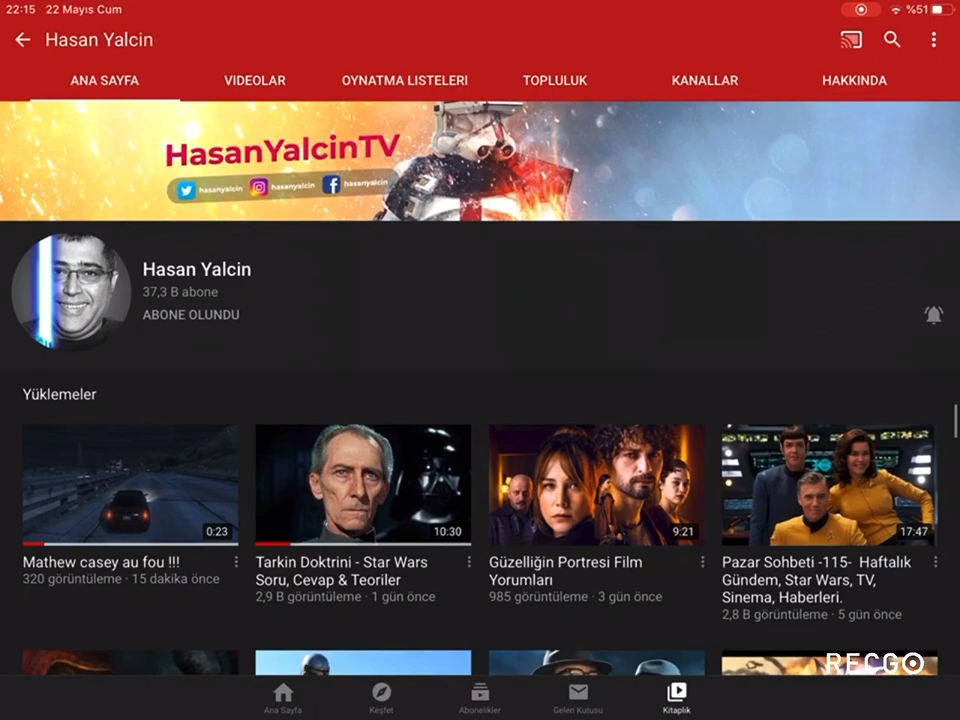 22:15 22 Mayıs Cum
%51
Hasan Yalcin
ANA SAYFA
VIDEOLAR
OYNATMA LISTELERI
TOPLULUK
KANALLAR
HAKKINDA
HasanYalcinTV
hasanyalcin
hasanyalcin
hasanyalcin
Hasan Yalcin
37,3 B abone
ABONE OLUNDU
Yüklemeler
0:23
10:30
9:21
17:47
Mathew casey au fou !!!
320 görüntüleme · 15 dakika önce
Tarkin Doktrini - Star Wars
Soru, Cevap & Teoriler
2,9 B görüntüleme · 1 gün önce
Güzelliğin Portresi Film
Yorumları
985 görüntüleme · 3 gün önce
Pazar Sohbeti -115- Haftalık
Gündem, Star Wars, TV,
Sinema, Haberleri.
2,8 B görüntüleme · 5 gün önce
RECGO
Ana Sayfa
Keşfet
Abonelikler
Gelen Kutusu
Kitaplık